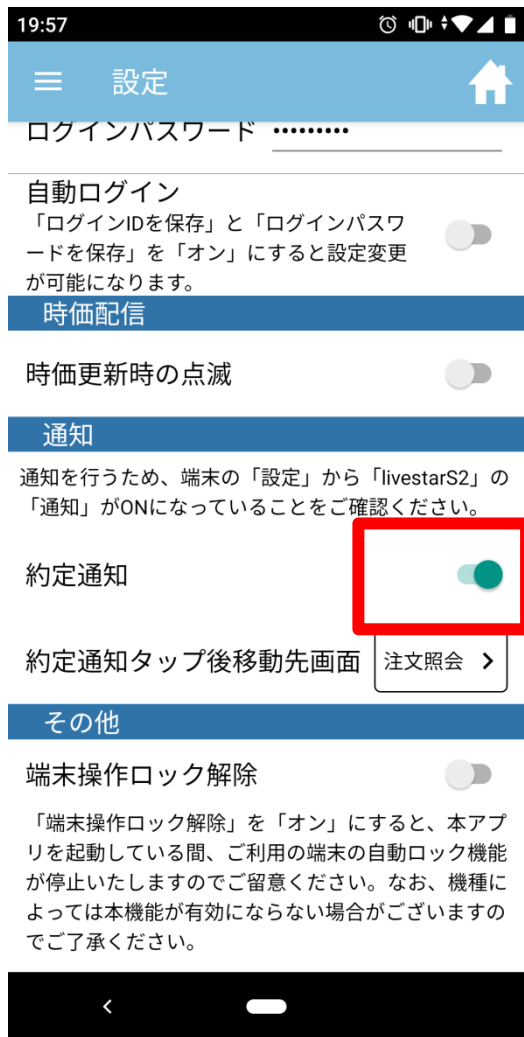 19:57
設定
ログインパスワード •••••••••
自動ログイン
「ログインIDを保存」と「ログインパスワ
ードを保存」を「オン」にすると設定変更
が可能になります。
時価配信
時価更新時の点滅
通知
通知を行うため、端末の「設定」から「livestarS2」の
「通知」がONになっていることをご確認ください。
約定通知
約定通知タップ後移動先画面 注文照会
その他
端末操作ロック解除
「端末操作ロック解除」を「オン」にすると、本アプ
リを起動している間、ご利用の端末の自動ロック機能
が停止いたしますのでご留意ください。なお、機種に
よっては本機能が有効にならない場合がございますの
でご了承ください。